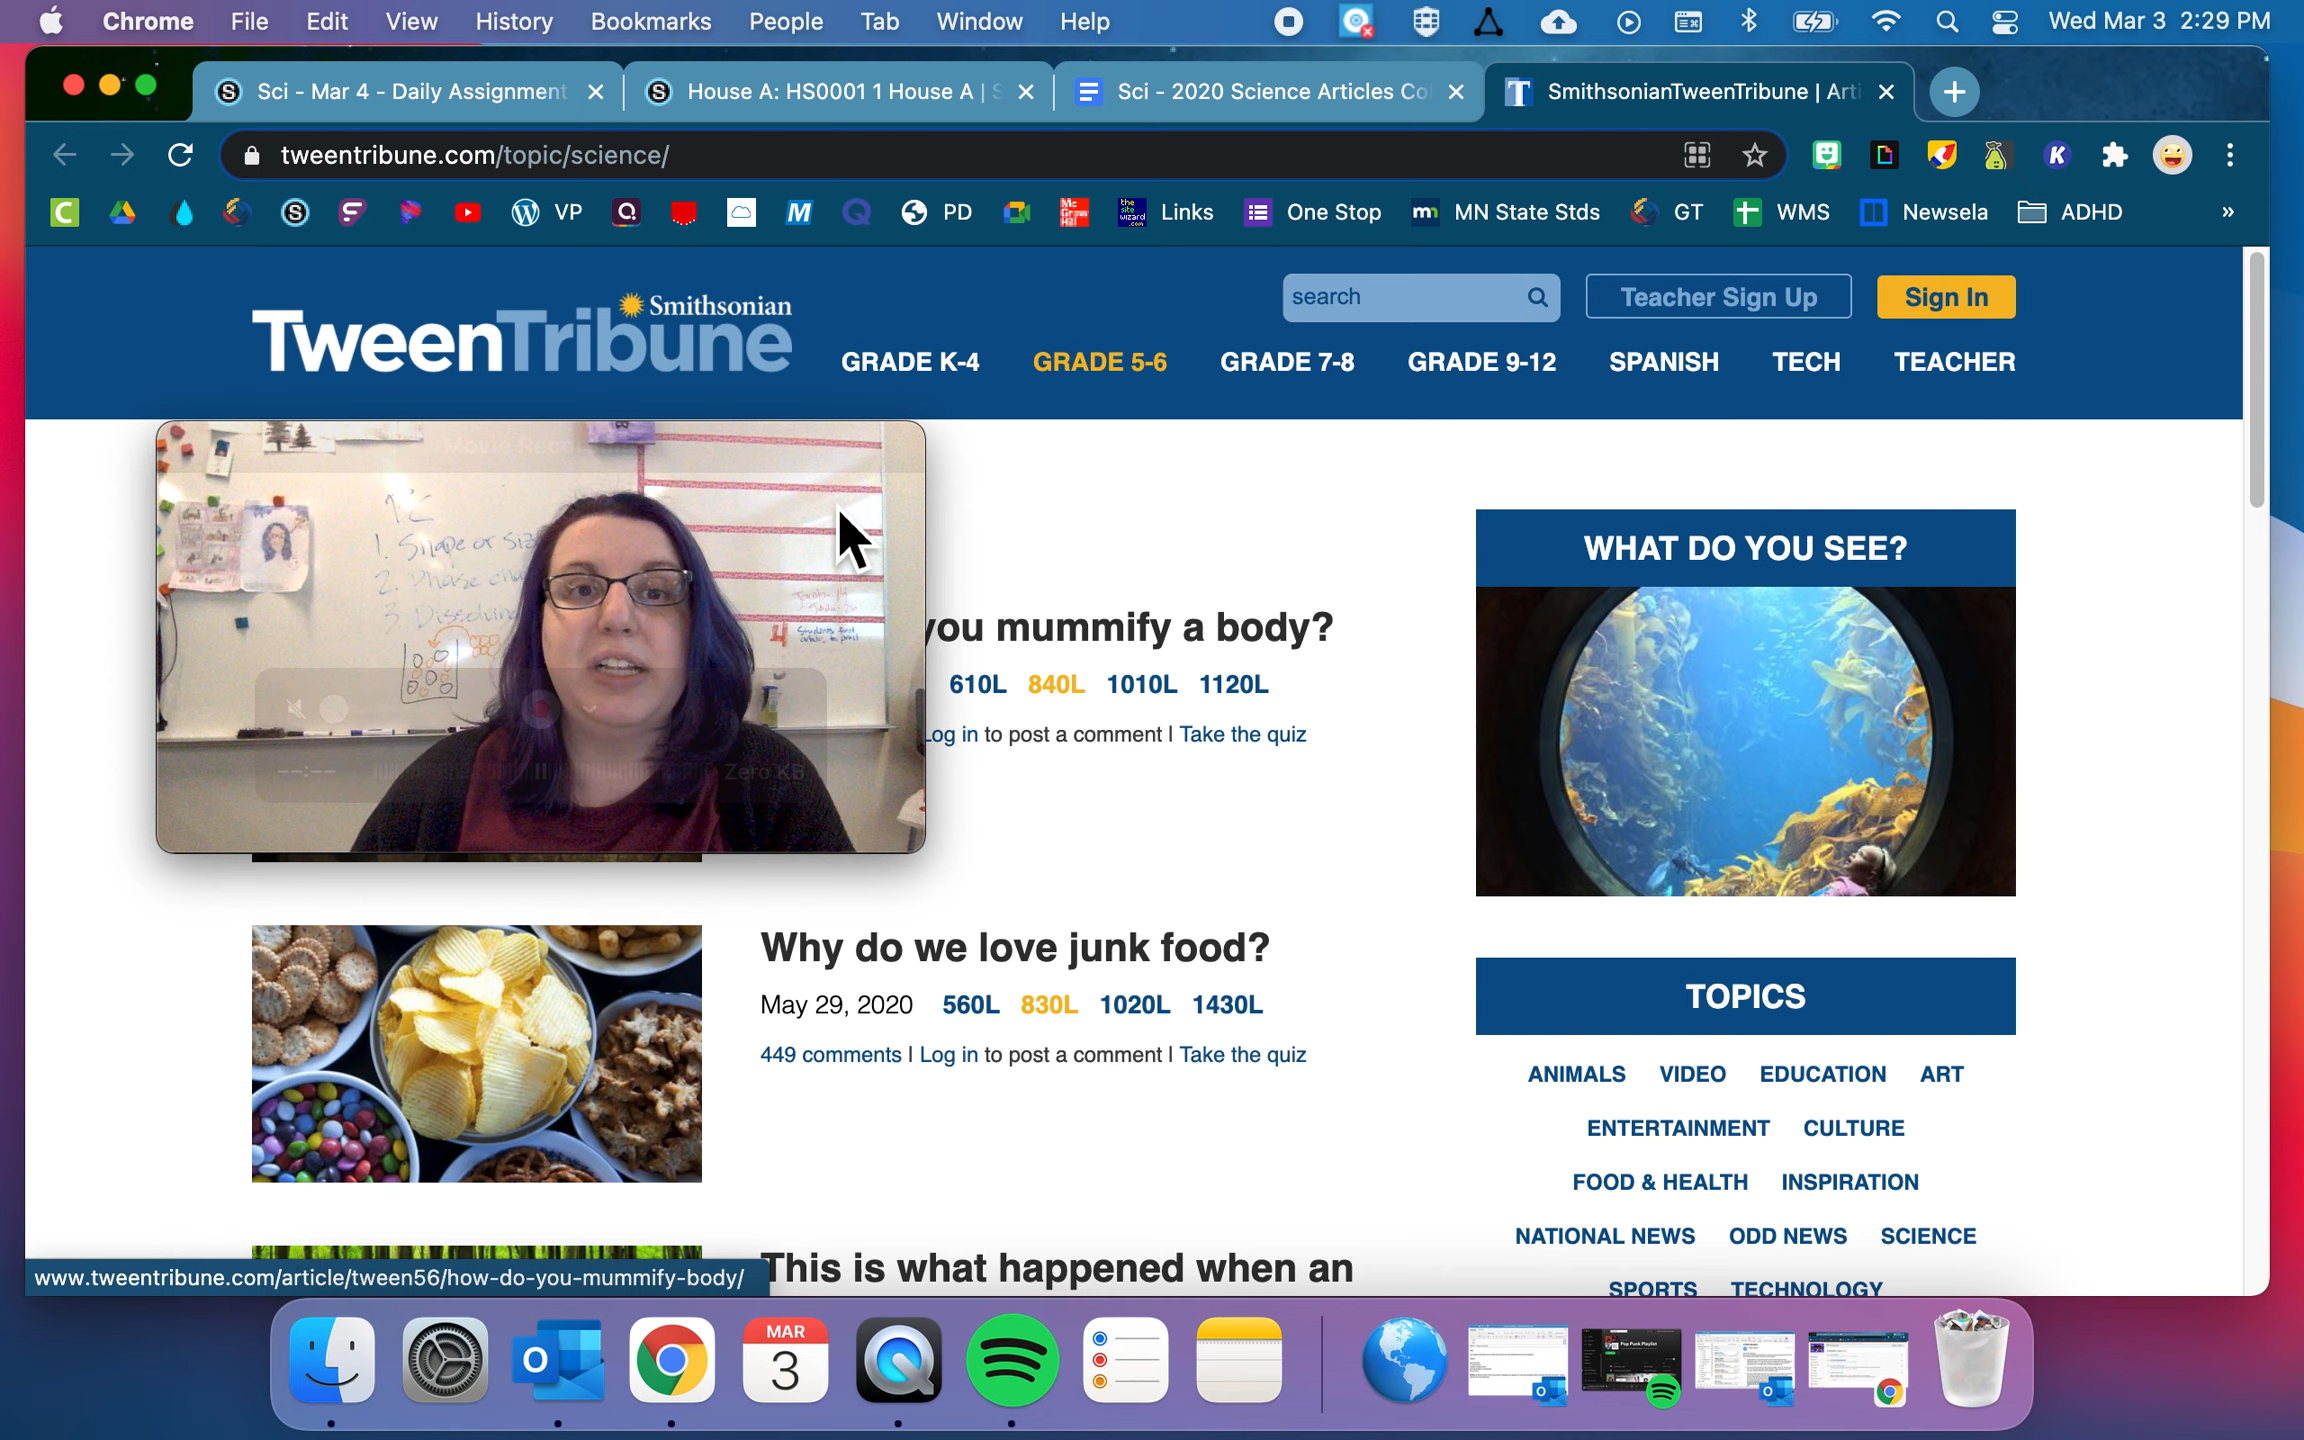 Chrome File Edit View History Bookmarks People Tab Window Help Wed Mar 3 2:29 PM
Sci - Mar 4 - Daily Assignment
House A: HS0001 1 House A | S
Sci - 2020 Science Articles Co
SmithsonianTweenTribune | Arti
tweentribune.com/topic/science/
VP PD Links One Stop MN State Stds GT WMS Newsela ADHD »
Smithsonian
TweenTribune
search
Teacher Sign Up
Sign In
GRADE K-4 GRADE 5-6 GRADE 7-8 GRADE 9-12 SPANISH TECH TEACHER
1. Shape or Siz
2. Phase cha
3. Dissolving
Zero KB
you mummify a body?
610L 840L 1010L 1120L
Log in to post a comment | Take the quiz
WHAT DO YOU SEE?
Why do we love junk food?
May 29, 2020 560L 830L 1020L 1430L
449 comments | Log in to post a comment | Take the quiz
This is what happened when an
TOPICS
ANIMALS VIDEO EDUCATION ART
ENTERTAINMENT CULTURE
FOOD & HEALTH INSPIRATION
NATIONAL NEWS ODD NEWS SCIENCE
SPORTS TECHNOLOGY
www.tweentribune.com/article/tween56/how-do-you-mummify-body/
MAR
3